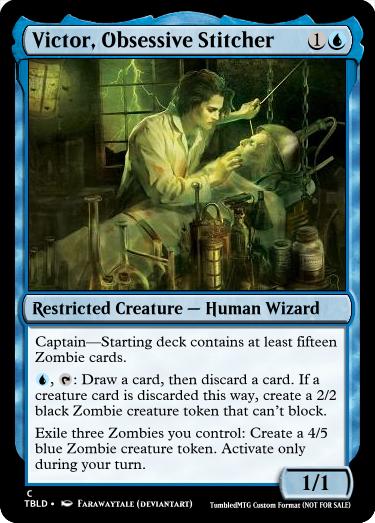 Victor, Obsessive Stitcher 1
Restricted Creature — Human Wizard
Captain—Starting deck contains at least fifteen
Zombie cards.
, : Draw a card, then discard a card. If a
creature card is discarded this way, create a 2/2
black Zombie creature token that can't block.
Exile three Zombies you control: Create a 4/5
blue Zombie creature token. Activate only
during your turn.
1/1
C
TBLD • Farawaytale (deviantart)
TumbledMTG Custom Format (NOT FOR SALE)